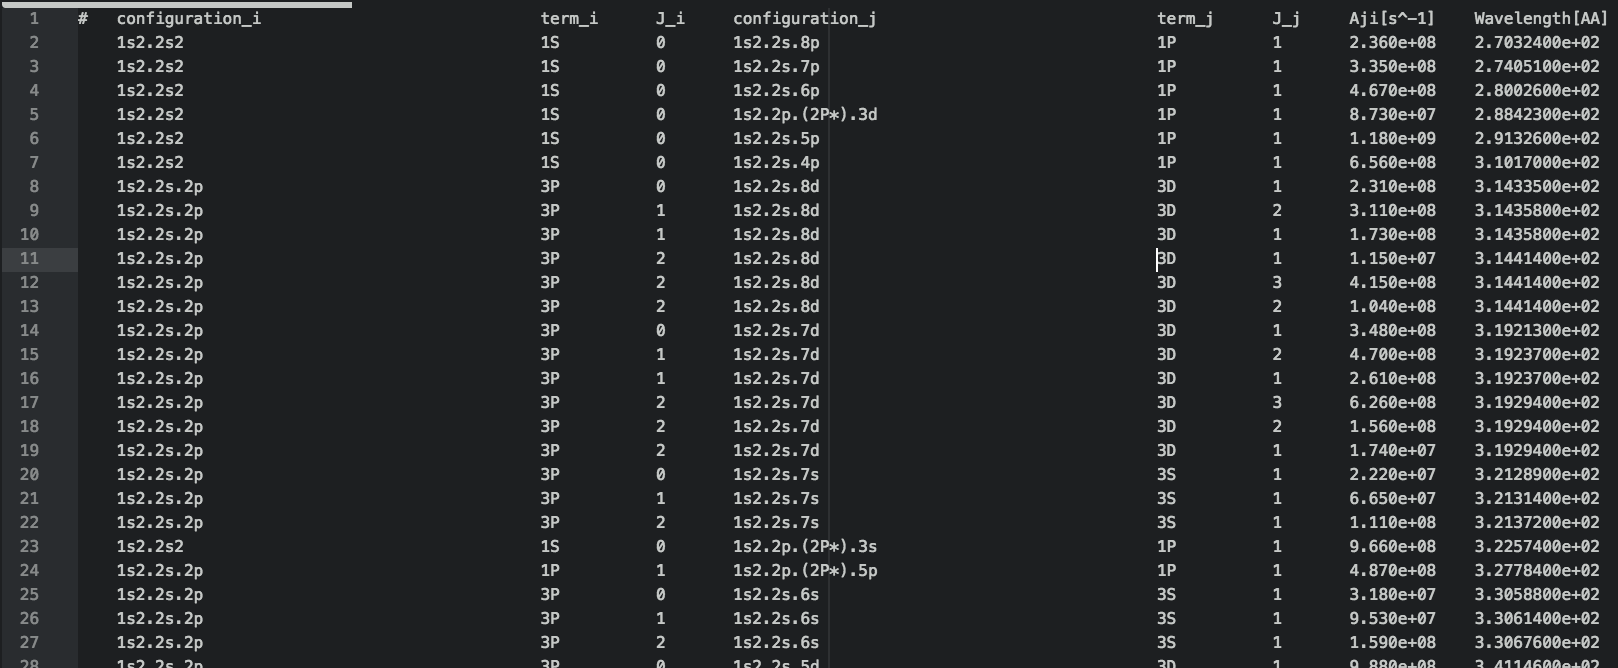 1 # configuration_i term_i J_i configuration_j term_j J_j Aji[s^-1] Wavelength[AA]
2 1s2.2s2 1S 0 1s2.2s.8p 1P 1 2.360e+08 2.7032400e+02
3 1s2.2s2 1S 0 1s2.2s.7p 1P 1 3.350e+08 2.7405100e+02
4 1s2.2s2 1S 0 1s2.2s.6p 1P 1 4.670e+08 2.8002600e+02
5 1s2.2s2 1S 0 1s2.2p.(2P*).3d 1P 1 8.730e+07 2.8842300e+02
6 1s2.2s2 1S 0 1s2.2s.5p 1P 1 1.180e+09 2.9132600e+02
7 1s2.2s2 1S 0 1s2.2s.4p 1P 1 6.560e+08 3.1017000e+02
8 1s2.2s.2p 3P 0 1s2.2s.8d 3D 1 2.310e+08 3.1433500e+02
9 1s2.2s.2p 3P 1 1s2.2s.8d 3D 2 3.110e+08 3.1435800e+02
10 1s2.2s.2p 3P 1 1s2.2s.8d 3D 1 1.730e+08 3.1435800e+02
11 1s2.2s.2p 3P 2 1s2.2s.8d 3D 1 1.150e+07 3.1441400e+02
12 1s2.2s.2p 3P 2 1s2.2s.8d 3D 3 4.150e+08 3.1441400e+02
13 1s2.2s.2p 3P 2 1s2.2s.8d 3D 2 1.040e+08 3.1441400e+02
14 1s2.2s.2p 3P 0 1s2.2s.7d 3D 1 3.480e+08 3.1921300e+02
15 1s2.2s.2p 3P 1 1s2.2s.7d 3D 2 4.700e+08 3.1923700e+02
16 1s2.2s.2p 3P 1 1s2.2s.7d 3D 1 2.610e+08 3.1923700e+02
17 1s2.2s.2p 3P 2 1s2.2s.7d 3D 3 6.260e+08 3.1929400e+02
18 1s2.2s.2p 3P 2 1s2.2s.7d 3D 2 1.560e+08 3.1929400e+02
19 1s2.2s.2p 3P 2 1s2.2s.7d 3D 1 1.740e+07 3.1929400e+02
20 1s2.2s.2p 3P 0 1s2.2s.7s 3S 1 2.220e+07 3.2128900e+02
21 1s2.2s.2p 3P 1 1s2.2s.7s 3S 1 6.650e+07 3.2131400e+02
22 1s2.2s.2p 3P 2 1s2.2s.7s 3S 1 1.110e+08 3.2137200e+02
23 1s2.2s2 1S 0 1s2.2p.(2P*).3s 1P 1 9.660e+08 3.2257400e+02
24 1s2.2s.2p 1P 1 1s2.2p.(2P*).5p 1P 1 4.870e+08 3.2778400e+02
25 1s2.2s.2p 3P 0 1s2.2s.6s 3S 1 3.180e+07 3.3058800e+02
26 1s2.2s.2p 3P 1 1s2.2s.6s 3S 1 9.530e+07 3.3061400e+02
27 1s2.2s.2p 3P 2 1s2.2s.6s 3S 1 1.590e+08 3.3067600e+02
28 1s2.2s.2p 3P 0 1s2.2s.5d 3D 1 9.880e+08 3.4114600e+02